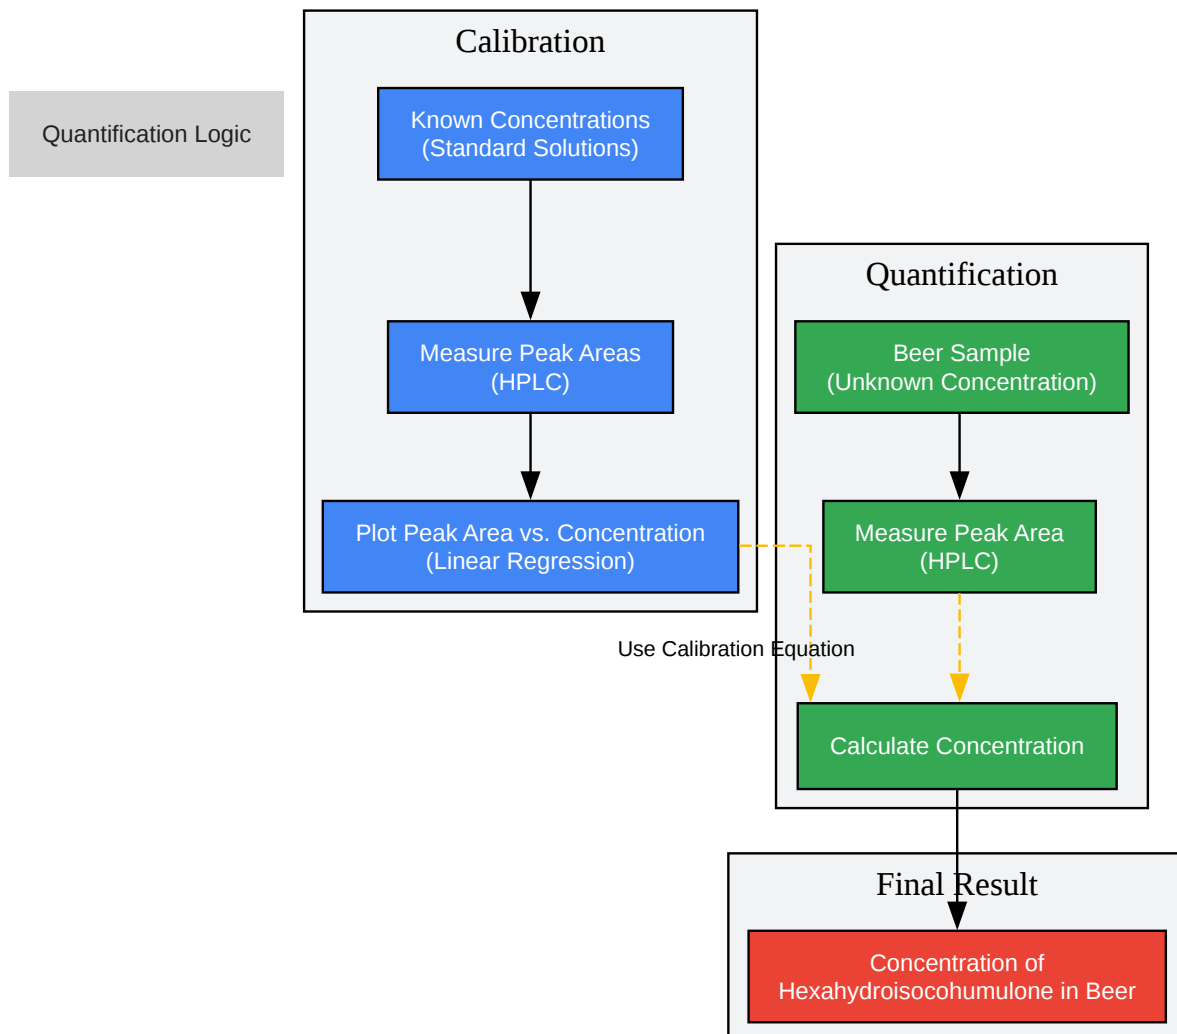 Calibration
Quantification Logic
Known Concentrations
(Standard Solutions)
Measure Peak Areas
(HPLC)
Plot Peak Area vs. Concentration
(Linear Regression)
Quantification
Beer Sample
(Unknown Concentration)
Measure Peak Area
(HPLC)
Use Calibration Equation
Calculate Concentration
Final Result
Concentration of
Hexahydroisocohumulone in Beer